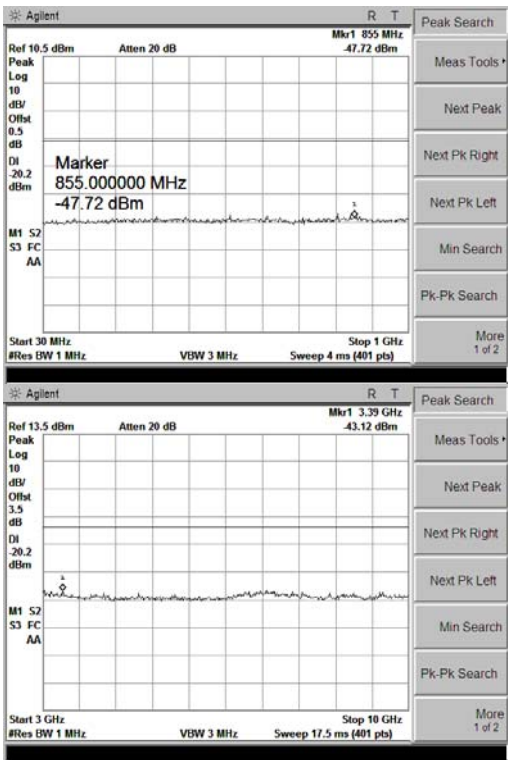 Agilent R T
Peak Search
Mkr1 855 MHz
Ref 10.5 dBm Atten 20 dB -47.72 dBm
Peak
Log
10
dB/
Offst
0.5
dB
DI
-20.2
dBm
Marker
855.000000 MHz
-47.72 dBm
1
M1 S2
S3 FC
AA
Start 30 MHz Stop 1 GHz
#Res BW 1 MHz VBW 3 MHz Sweep 4 ms (401 pts)
Meas Tools
Next Peak
Next Pk Right
Next Pk Left
Min Search
Pk-Pk Search
More
1 of 2
Agilent R T
Peak Search
Mkr1 3.39 GHz
Ref 13.5 dBm Atten 20 dB -43.12 dBm
Peak
Log
10
dB/
Offst
3.5
dB
DI
-20.2
dBm
1
M1 S2
S3 FC
AA
Start 3 GHz Stop 10 GHz
#Res BW 1 MHz VBW 3 MHz Sweep 17.5 ms (401 pts)
Meas Tools
Next Peak
Next Pk Right
Next Pk Left
Min Search
Pk-Pk Search
More
1 of 2